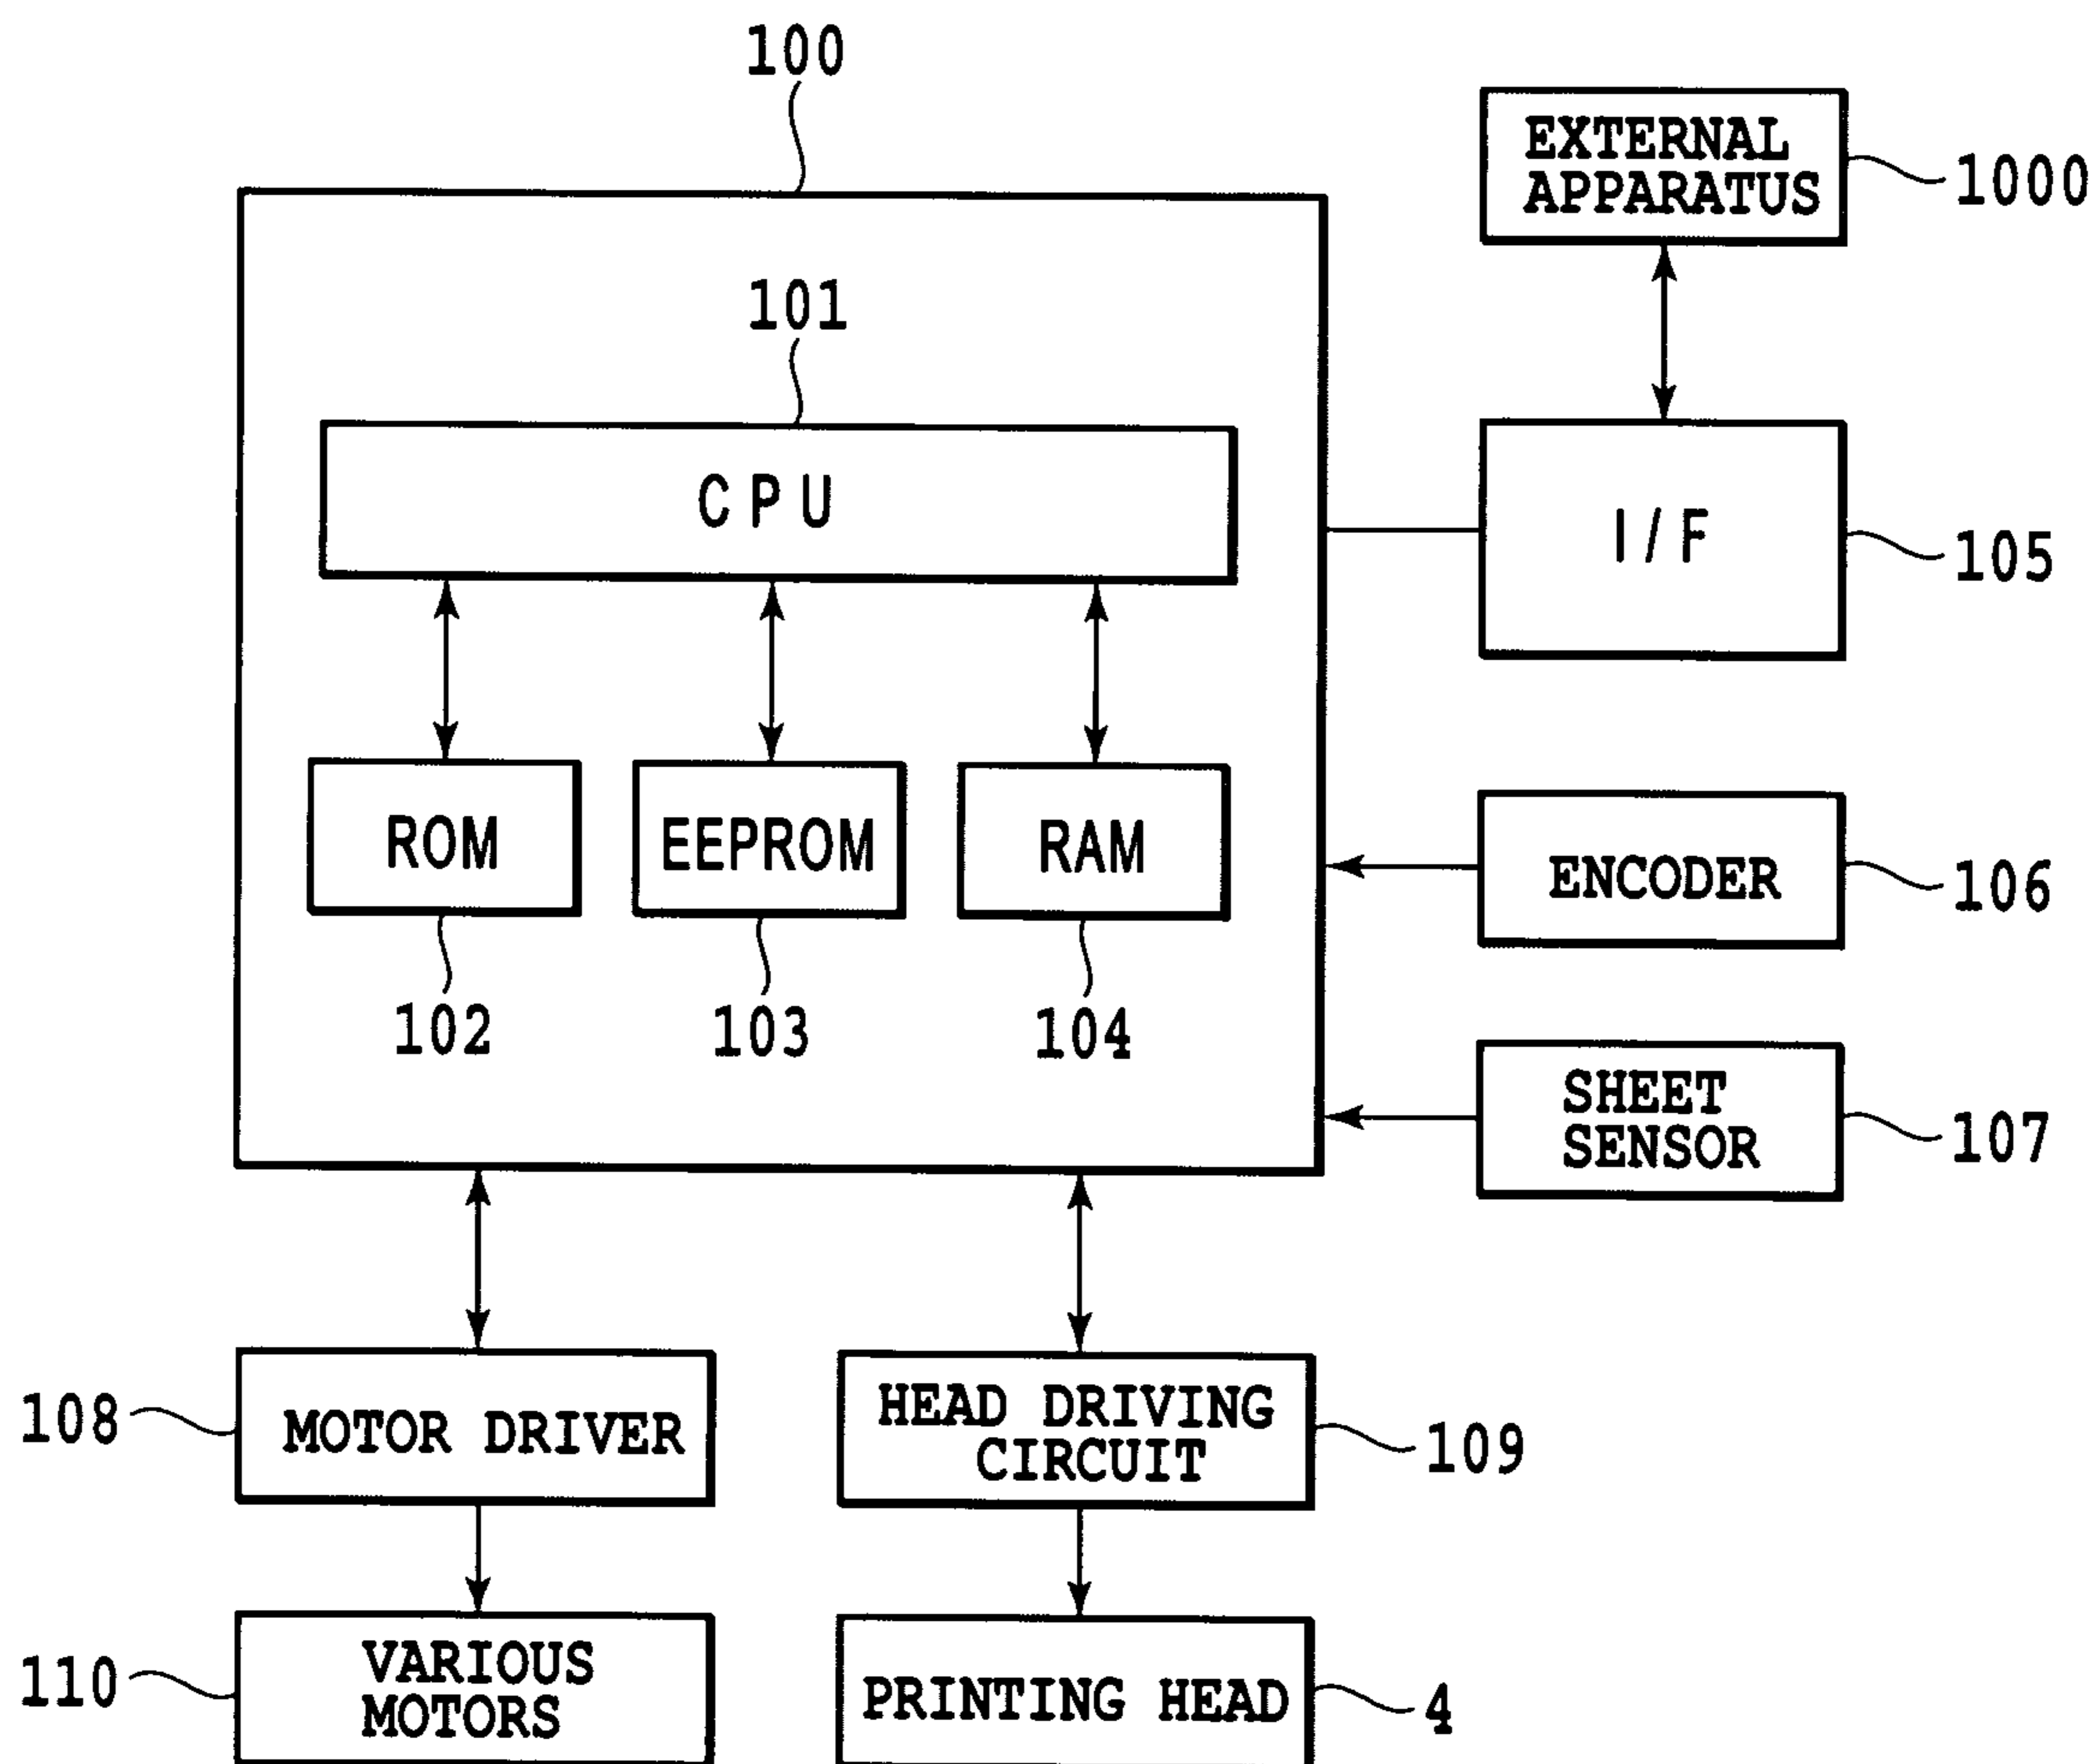 100
EXTERNAL
APPARATUS
1000
101
CPU
I/F
105
ROM
EEPROM
RAM
ENCODER
106
102
103
104
SHEET
SENSOR
107
108
MOTOR DRIVER
HEAD DRIVING
CIRCUIT
109
110
VARIOUS
MOTORS
PRINTING HEAD
4